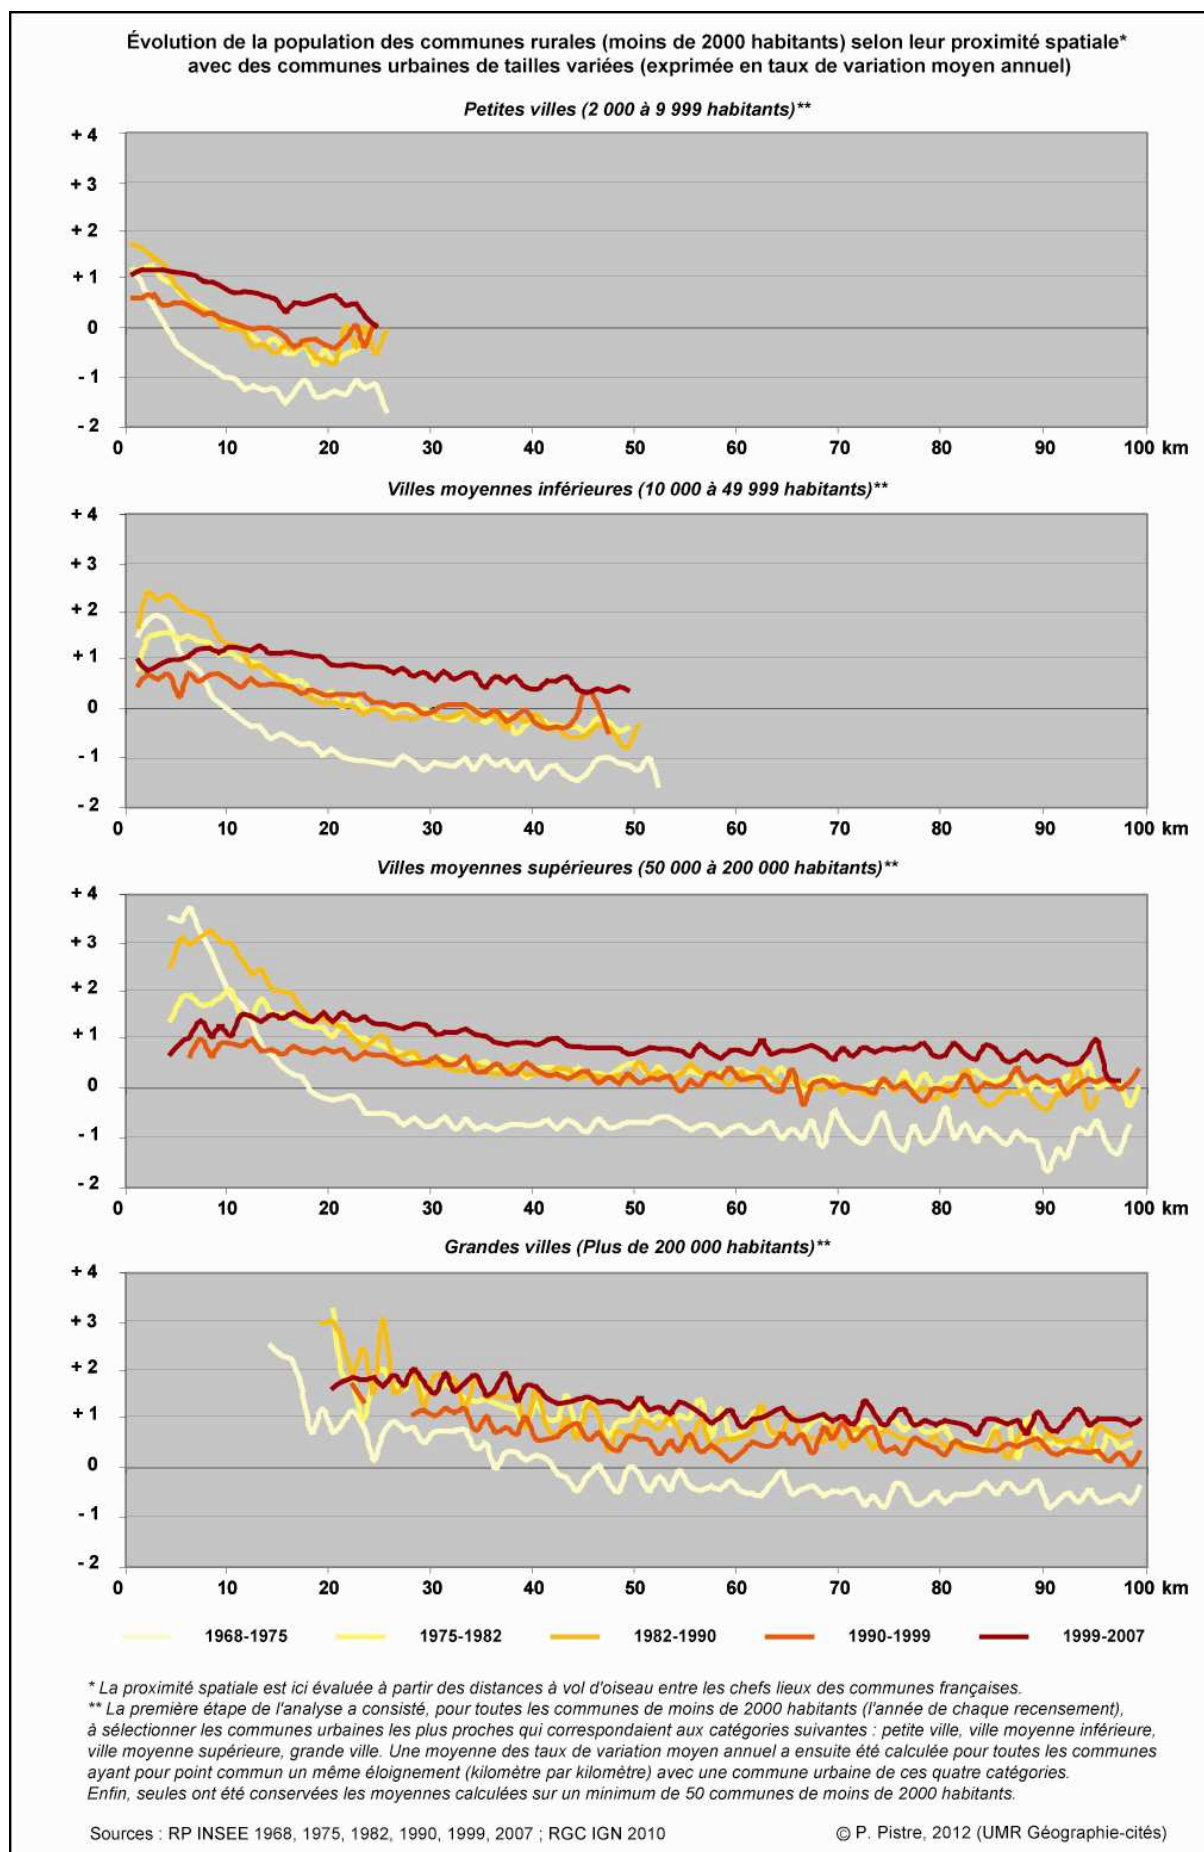 Évolution de la population des communes rurales (moins de 2000 habitants) selon leur proximité spatiale*
avec des communes urbaines de tailles variées (exprimée en taux de variation moyen annuel)
Petites villes (2 000 à 9 999 habitants)**
+ 4
+ 3
+ 2
+ 1
0
- 1
- 2
0 10 20 30 40 50 60 70 80 90 100 km
Villes moyennes inférieures (10 000 à 49 999 habitants)**
+ 4
+ 3
+ 2
+ 1
0
- 1
- 2
0 10 20 30 40 50 60 70 80 90 100 km
Villes moyennes supérieures (50 000 à 200 000 habitants)**
+ 4
+ 3
+ 2
+ 1
0
- 1
- 2
0 10 20 30 40 50 60 70 80 90 100 km
Grandes villes (Plus de 200 000 habitants)**
+ 4
+ 3
+ 2
+ 1
0
- 1
- 2
0 10 20 30 40 50 60 70 80 90 100 km
1968-1975 1975-1982 1982-1990 1990-1999 1999-2007
* La proximité spatiale est ici évaluée à partir des distances à vol d'oiseau entre les chefs lieux des communes françaises.
** La première étape de l'analyse a consisté, pour toutes les communes de moins de 2000 habitants (l'année de chaque recensement),
à sélectionner les communes urbaines les plus proches qui correspondaient aux catégories suivantes : petite ville, ville moyenne inférieure,
ville moyenne supérieure, grande ville. Une moyenne des taux de variation moyen annuel a ensuite été calculée pour toutes les communes
ayant pour point commun un même éloignement (kilomètre par kilomètre) avec une commune urbaine de ces quatre catégories.
Enfin, seules ont été conservées les moyennes calculées sur un minimum de 50 communes de moins de 2000 habitants.
Sources : RP INSEE 1968, 1975, 1982, 1990, 1999, 2007 ; RGC IGN 2010 © P. Pistre, 2012 (UMR Géographie-cités)